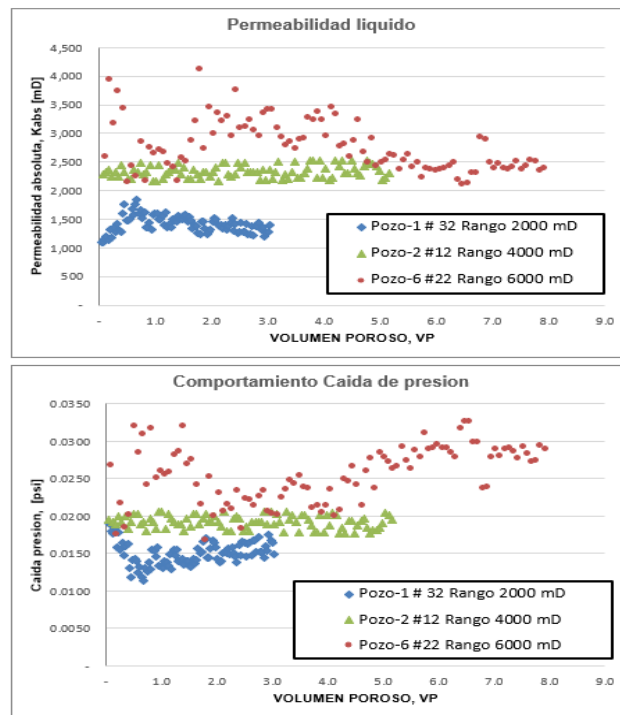 Permeabilidad liquido
Permeabilidad absoluta, Kabs [mD]
4,500
4,000
3,500
3,000
2,500
2,000
1,500
1,000
500
-
- 1.0 2.0 3.0 4.0 5.0 6.0 7.0 8.0 9.0
VOLUMEN POROSO, VP
Pozo-1 # 32 Rango 2000 mD
Pozo-2 #12 Rango 4000 mD
Pozo-6 #22 Rango 6000 mD
Comportamiento Caida de presion
Caida presion, [psi]
0.0350
0.0300
0.0250
0.0200
0.0150
0.0100
0.0050
-
- 1.0 2.0 3.0 4.0 5.0 6.0 7.0 8.0 9.0
VOLUMEN POROSO, VP
Pozo-1 # 32 Rango 2000 mD
Pozo-2 #12 Rango 4000 mD
Pozo-6 #22 Rango 6000 mD